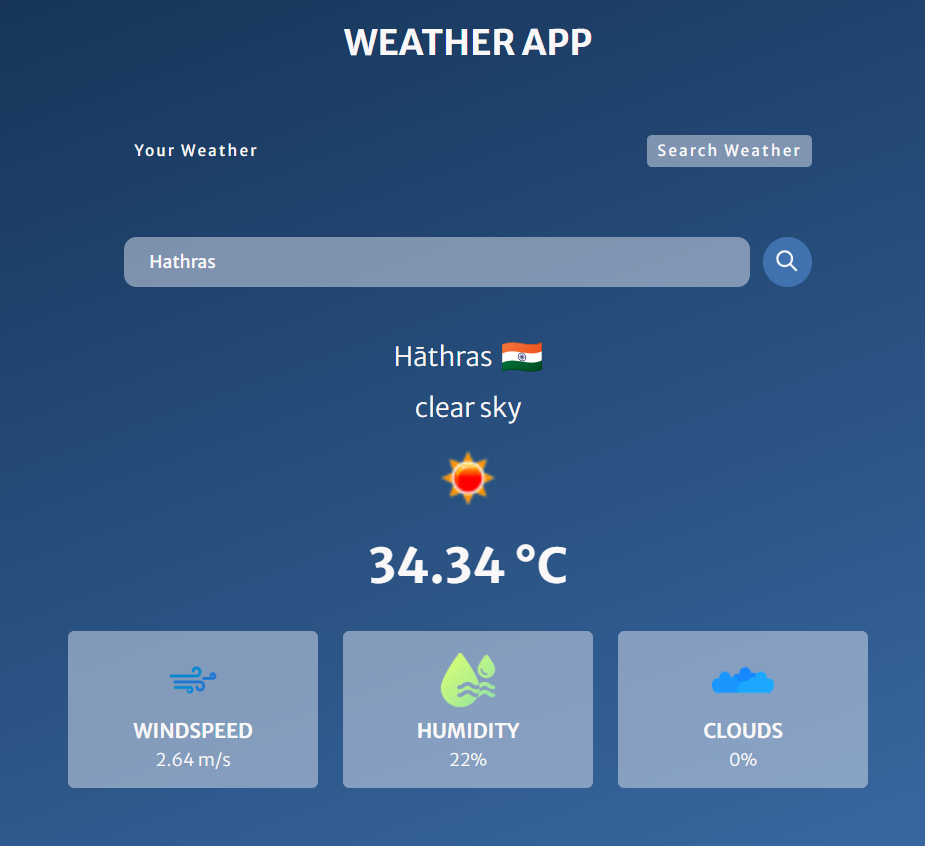 WEATHER APP
Your Weather
Search Weather
Hathras
Hāthras
clear sky
34.34 °C
WINDSPEED
2.64 m/s
HUMIDITY
22%
CLOUDS
0%